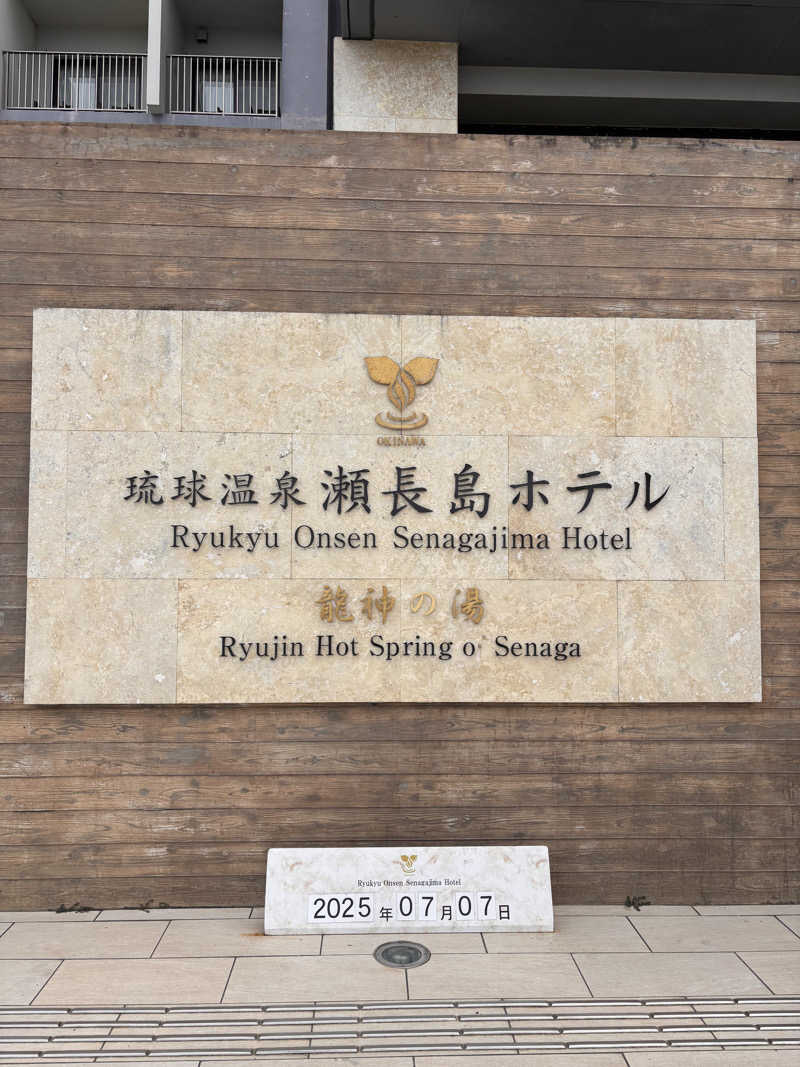 OKINAWA
琉球温泉 瀬長島ホテル
Ryukyu Onsen Senagajima Hotel
龍神の湯
Ryujin Hot Spring o Senaga
Ryukyu Onsen Senagajima Hotel
2025年07月07日